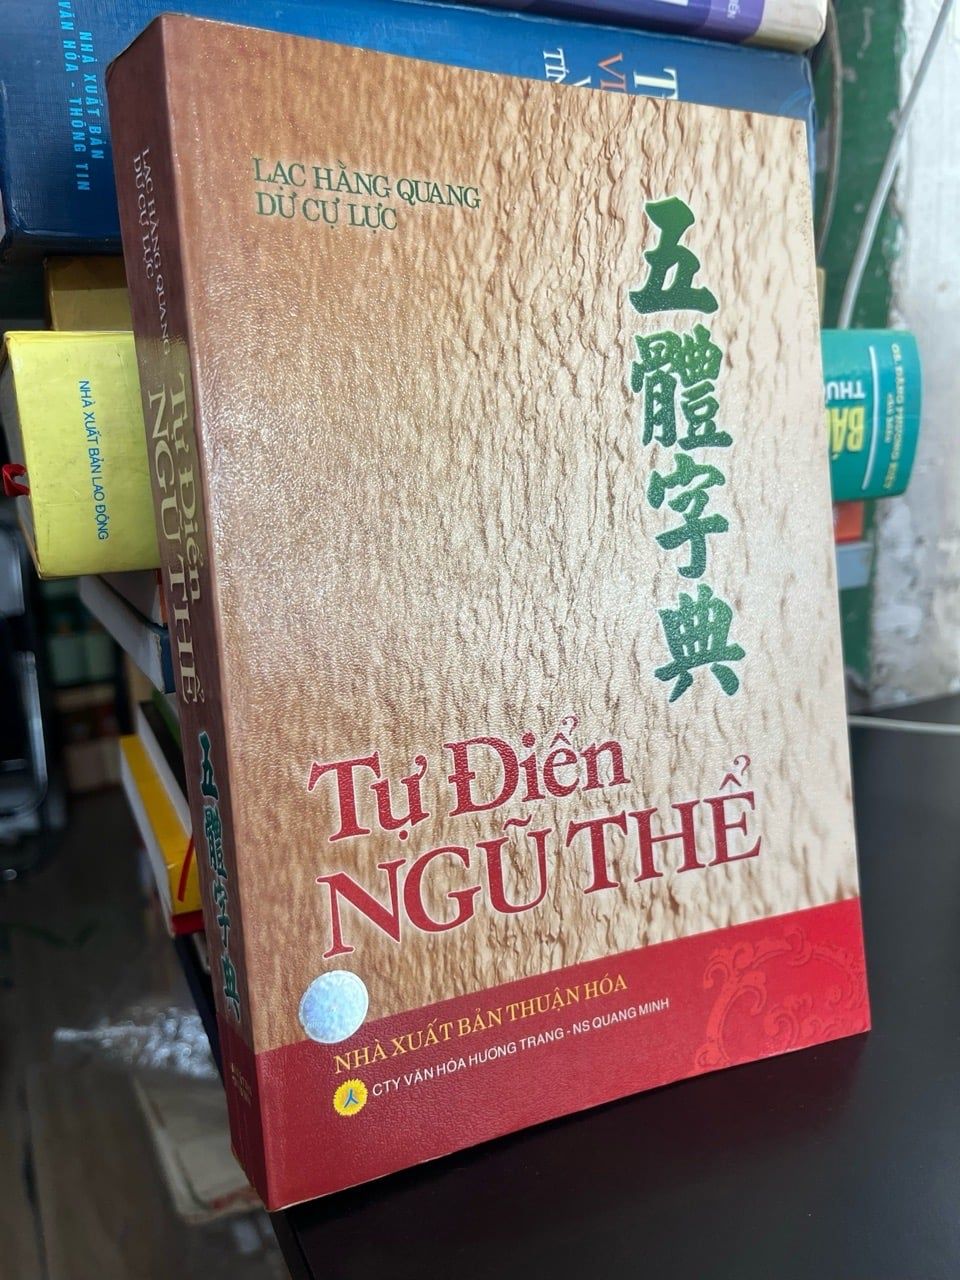 NHÀ XUẤT BẢN
VĂN HÓA - THÔNG TIN
LẠC HẰNG QUANG
DƯ CỰ LỰC
五體字典
Tự Điển
NGŨ THỂ
NHÀ XUẤT BẢN THUẬN HÓA
CTY VĂN HÓA HƯƠNG TRANG - NS QUANG MINH
LẠC HẰNG QUANG
DƯ CỰ LỰC
Tự Điển
NGŨ THỂ
五體字典
NHÀ XUẤT BẢN LAO ĐỘNG